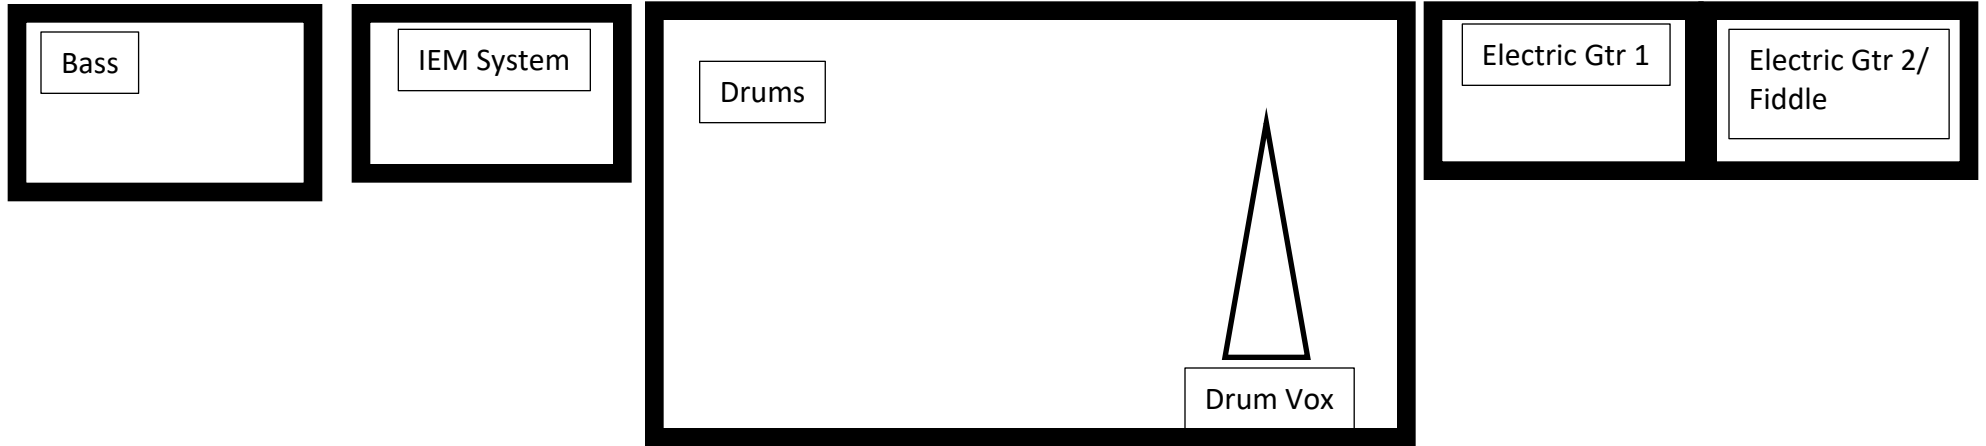 Bass
IEM System
Drums
Electric Gtr 1
Electric Gtr 2/
Fiddle
Drum Vox